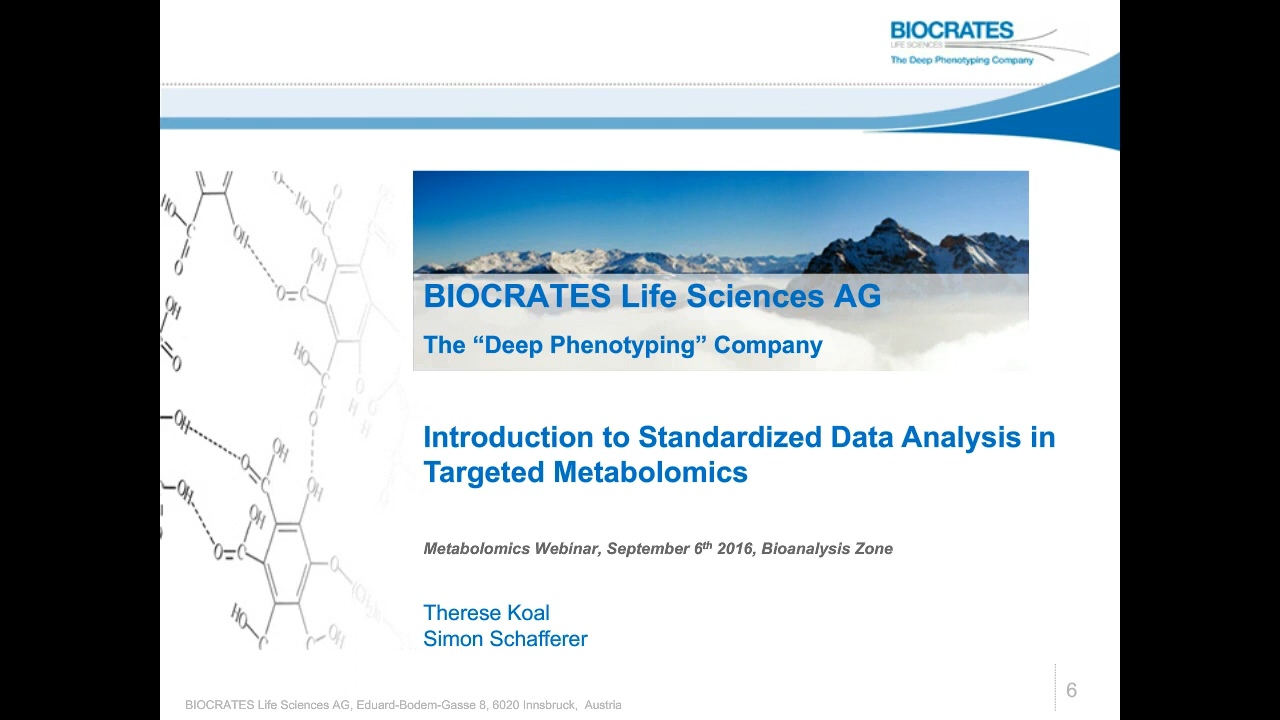 BIOCRATES
LIFE SCIENCES
The Deep Phenotyping Company
BIOCRATES Life Sciences AG
The “Deep Phenotyping” Company
Introduction to Standardized Data Analysis in
Targeted Metabolomics
Metabolomics Webinar, September 6th 2016, Bioanalysis Zone
Therese Koal
Simon Schafferer
BIOCRATES Life Sciences AG, Eduard-Bodem-Gasse 8, 6020 Innsbruck, Austria
6